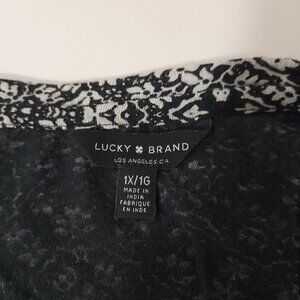 LUCKY BRAND
LOS ANGELES, CA
1X/1G
MADE IN
INDIA
FABRIQUE
EN INDE